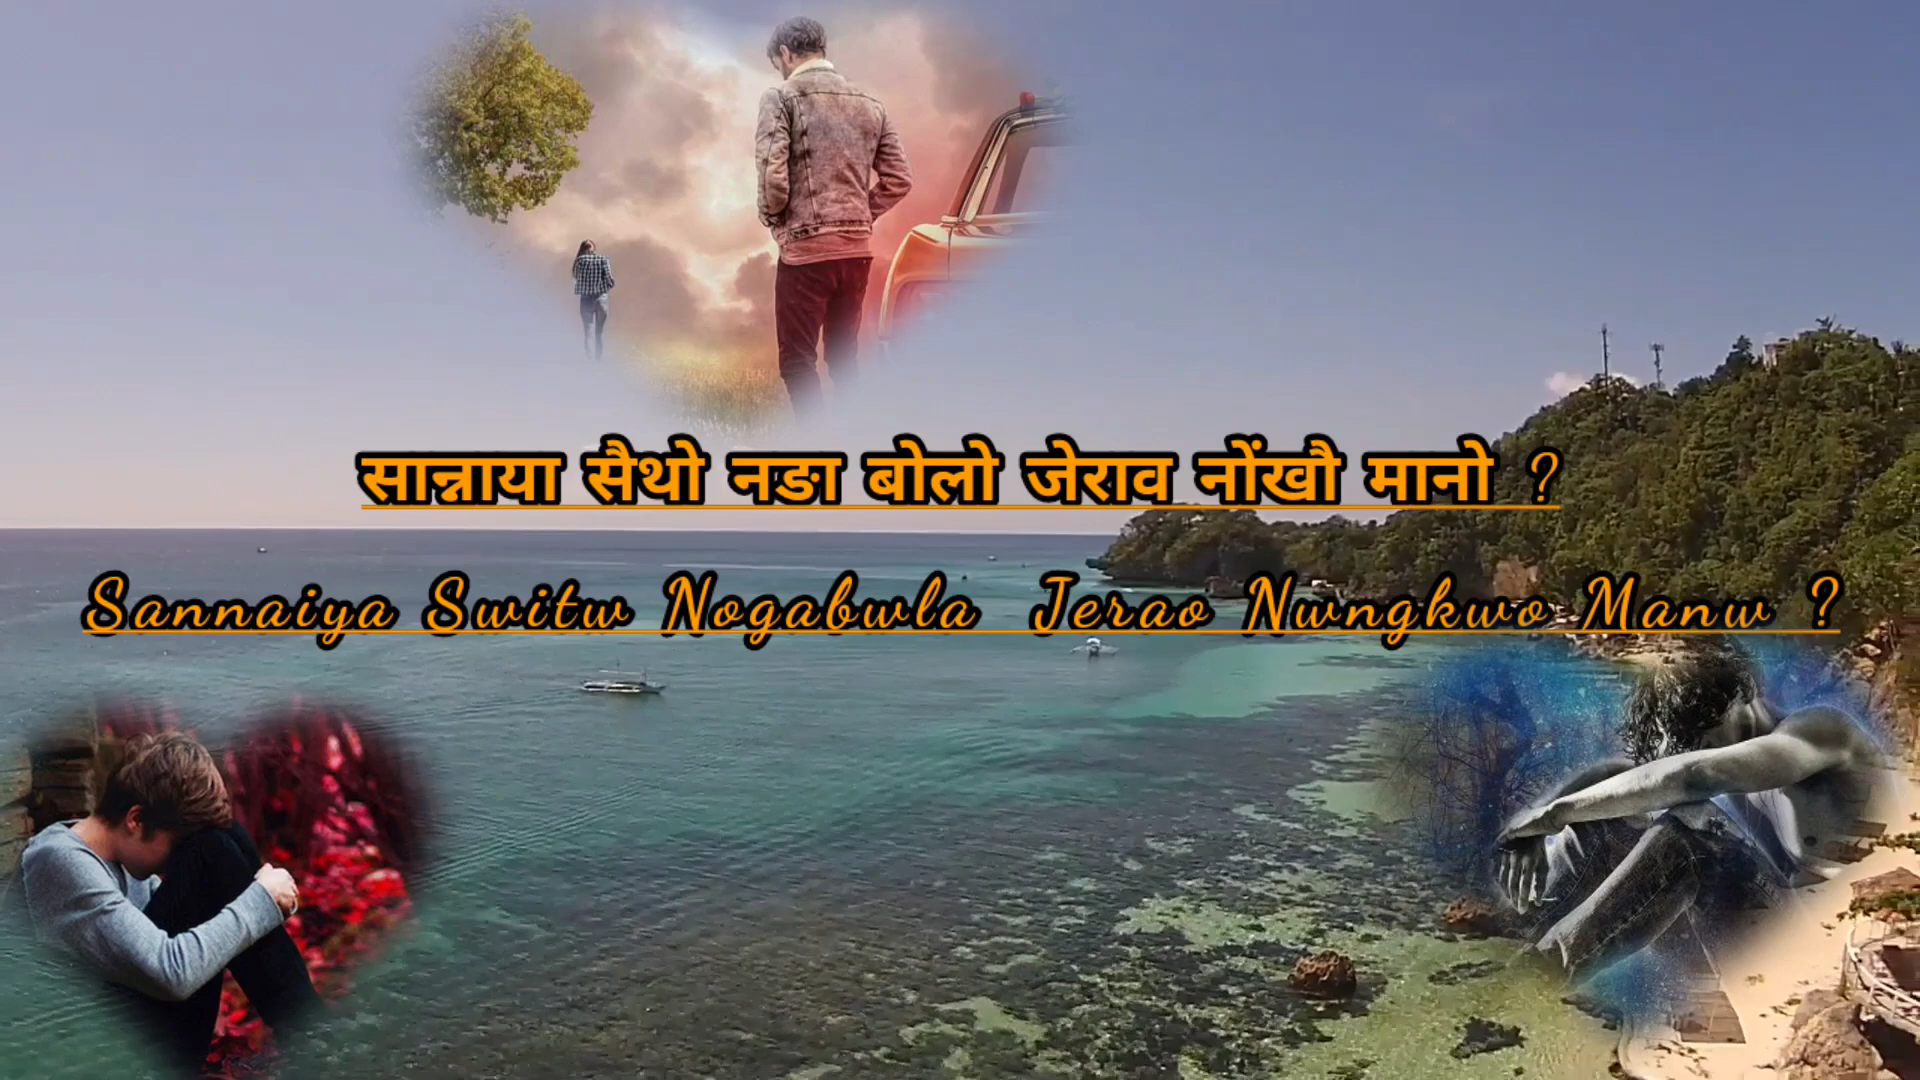 सान्नाया सैथो नङा बोलो जेराव नोंखौ मानो ?
Sannaiya Switw Nogabwla Jerao Nwngkwo Manw ?